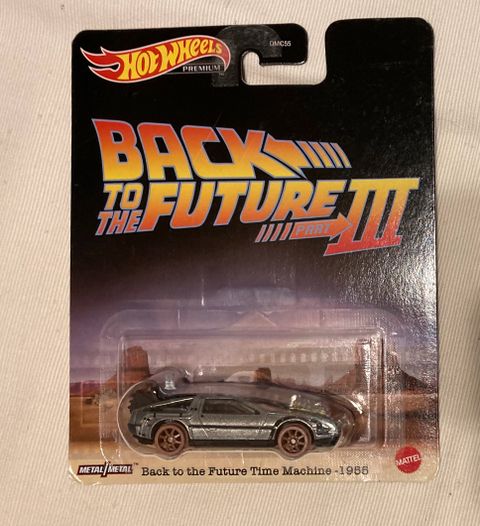 Hot Wheels
PREMIUM
DMC55
BACK
TO THE FUTURE
PART III
METAL/METAL
Back to the Future Time Machine -1955
MATTEL